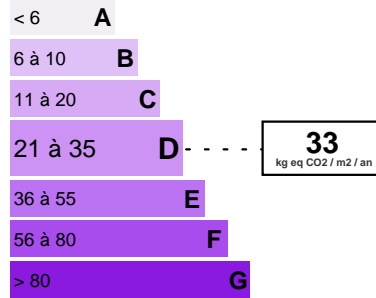 < 6 A
6 à 10 B
11 à 20 C
21 à 35 D
33
kg eq CO2 / m2 / an
36 à 55 E
56 à 80 F
> 80 G